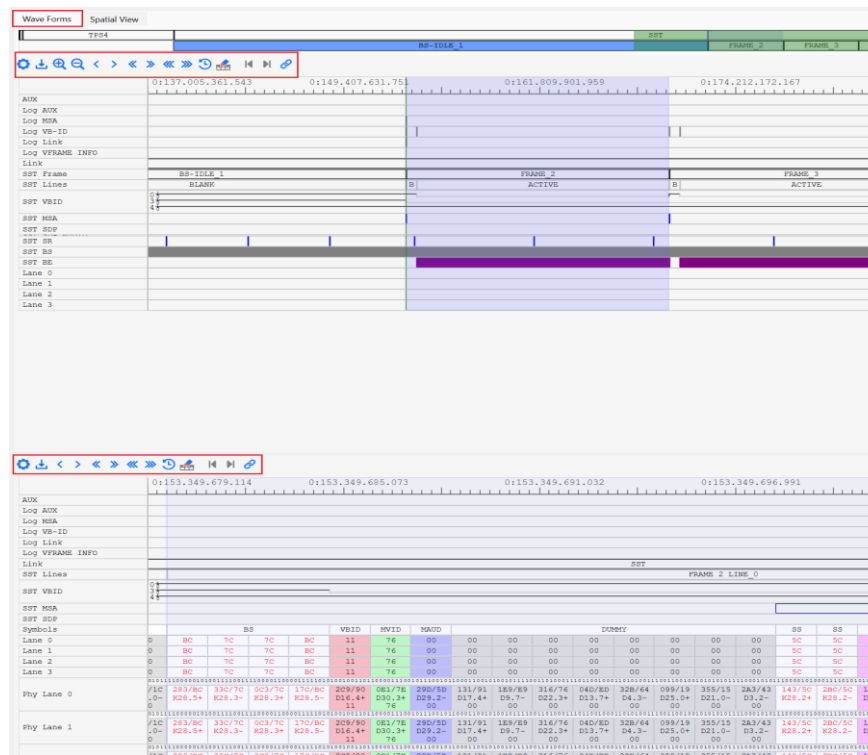 Wave Forms Spatial View
TPS4 SST
BS-IDLE_1 FRAME_2 FRAME_3
0:137.005.361.543 0:149.407.631.751 0:161.809.901.959 0:174.212.172.167
AUX
Log AUX
Log MSA
Log VB-ID
Log Link
Log VFRAME INFO
Link
SST Frame BS-IDLE_1 FRAME_2 FRAME_3
SST Lines BLANK B ACTIVE B ACTIVE
SST VBID
SST MSA
SST SDP
SST SR
SST BS
SST BE
Lane 0
Lane 1
Lane 2
Lane 3
0:153.349.679.114 0:153.349.685.073 0:153.349.691.032 0:153.349.696.991
AUX
Log AUX
Log MSA
Log VB-ID
Log Link
Log VFRAME INFO
Link SST
SST Lines FRAME 2 LINE_0
SST VBID
SST MSA
SST SDP
Symbols BS VBID MVID MAUD DUMMY SS SS
Lane 0 0 BC 7C 7C BC 11 76 00 00 00 00 00 00 00 00 00 5C 5C
Lane 1 0 BC 7C 7C BC 11 76 00 00 00 00 00 00 00 00 00 5C 5C
Lane 2 0 BC 7C 7C BC 11 76 00 00 00 00 00 00 00 00 00 5C 5C
Lane 3 0 BC 7C 7C BC 11 76 00 00 00 00 00 00 00 00 00 5C 5C
/1C 283/BC 33C/7C 0C3/7C 17C/BC 2C9/90 0E1/7E 29D/5D 131/91 1E9/E9 316/76 04D/ED 32B/64 099/19 355/15 2A3/43 143/5C 2BC/5C
Phy Lane 0 .0- K28.5+ K28.3- K28.3+ K28.5- D16.4+ D30.3+ D29.2- D17.4+ D9.7- D22.3+ D13.7+ D4.3- D25.0+ D21.0- D3.2- K28.2+ K28.2-
0 11 76 00 00 00 00 00 00 00 00 00
/1C 283/BC 33C/7C 0C3/7C 17C/BC 2C9/90 0E1/7E 29D/5D 131/91 1E9/E9 316/76 04D/ED 32B/64 099/19 355/15 2A3/43 143/5C 2BC/5C
Phy Lane 1 .0- K28.5+ K28.3- K28.3+ K28.5- D16.4+ D30.3+ D29.2- D17.4+ D9.7- D22.3+ D13.7+ D4.3- D25.0+ D21.0- D3.2- K28.2+ K28.2-
0 11 76 00 00 00 00 00 00 00 00 00